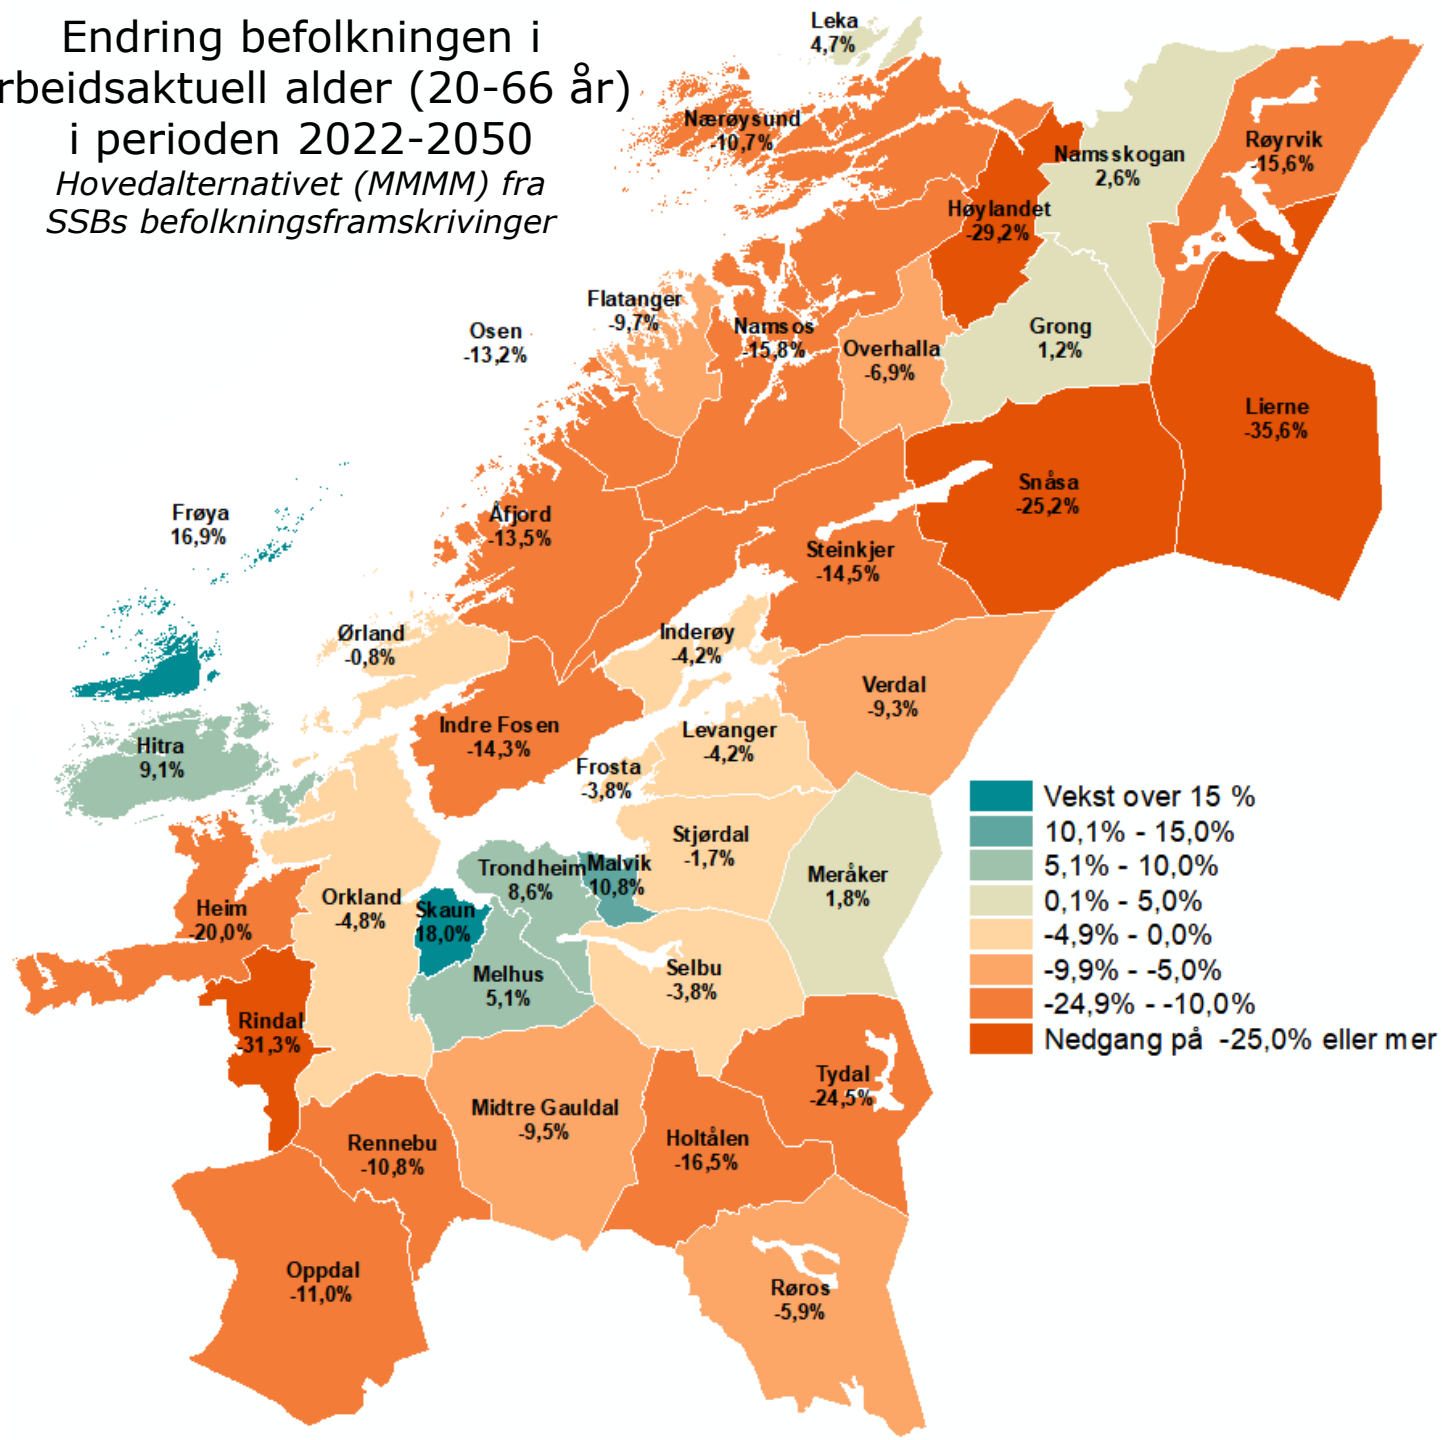 Endring befolkningen i
rbeidsaktuell alder (20-66 år)
i perioden 2022-2050
Hovedalternativet (MMMM) fra
SSBs befolkningsframskrivinger
Leka
4,7%
Nærøysund
-10,7%
Røyrvik
-15,6%
Namsskogan
2,6%
Høylandet
-29,2%
Flatanger
-9,7%
Osen
-13,2%
Namsos
-15,8%
Overhalla
-6,9%
Grong
1,2%
Lierne
-35,6%
Snåsa
-25,2%
Frøya
16,9%
Åfjord
-13,5%
Steinkjer
-14,5%
Ørland
-0,8%
Inderøy
-4,2%
Verdal
-9,3%
Indre Fosen
-14,3%
Levanger
-4,2%
Hitra
9,1%
Frosta
-3,8%
Stjørdal
-1,7%
Trondheim
8,6%
Malvik
10,8%
Meråker
1,8%
Orkland
-4,8%
Skaun
18,0%
Heim
-20,0%
Melhus
5,1%
Selbu
-3,8%
Rindal
-31,3%
Tydal
-24,5%
Midtre Gauldal
-9,5%
Holtålen
-16,5%
Rennebu
-10,8%
Oppdal
-11,0%
Røros
-5,9%
Vekst over 15 %
10,1% - 15,0%
5,1% - 10,0%
0,1% - 5,0%
-4,9% - 0,0%
-9,9% - -5,0%
-24,9% - -10,0%
Nedgang på -25,0% eller mer